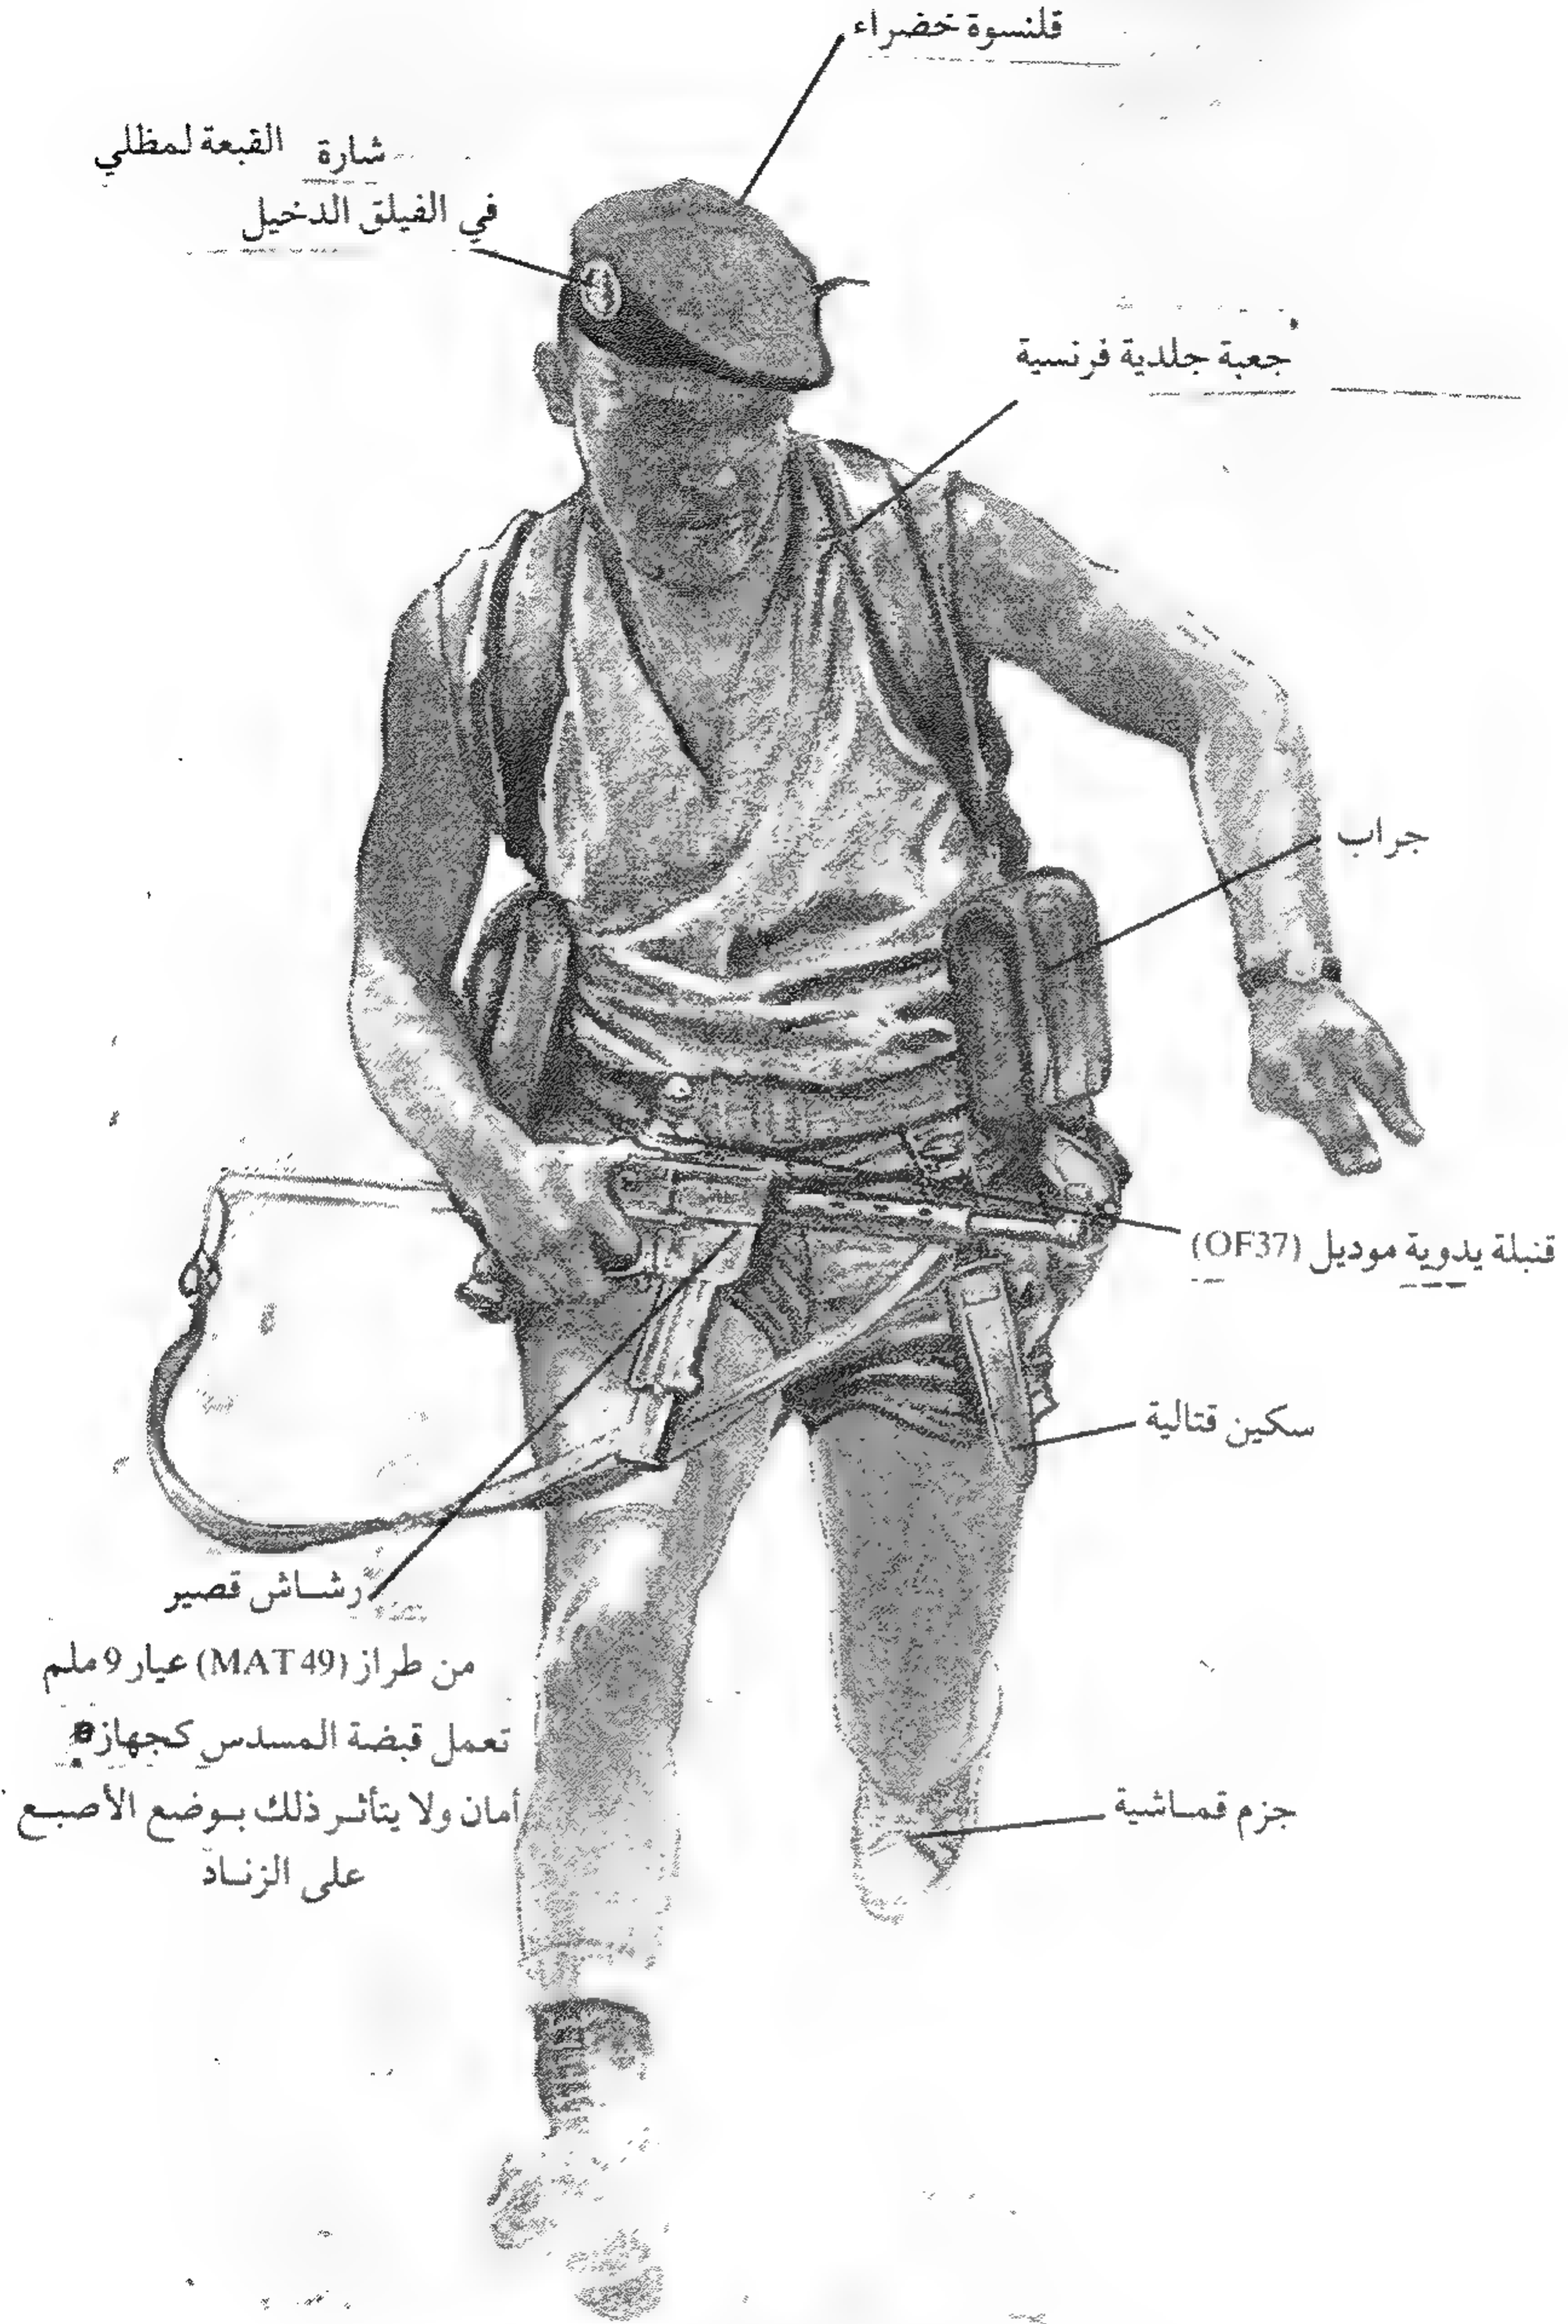 قلنسوة خضراء
شارة القبعة لمظلي
في الفيلق الدخيل
جعبة جلدية فرنسية
جراب
قنبلة يدوية موديل (OF37)
سكين قتالية
رشاش قصير
من طراز (MAT 49) عيار 9 ملم
تعمل قبضة المسدس كجهاز
أمان ولا يتأثر ذلك بوضع الأصبع
على الزناد
جزم قماشية